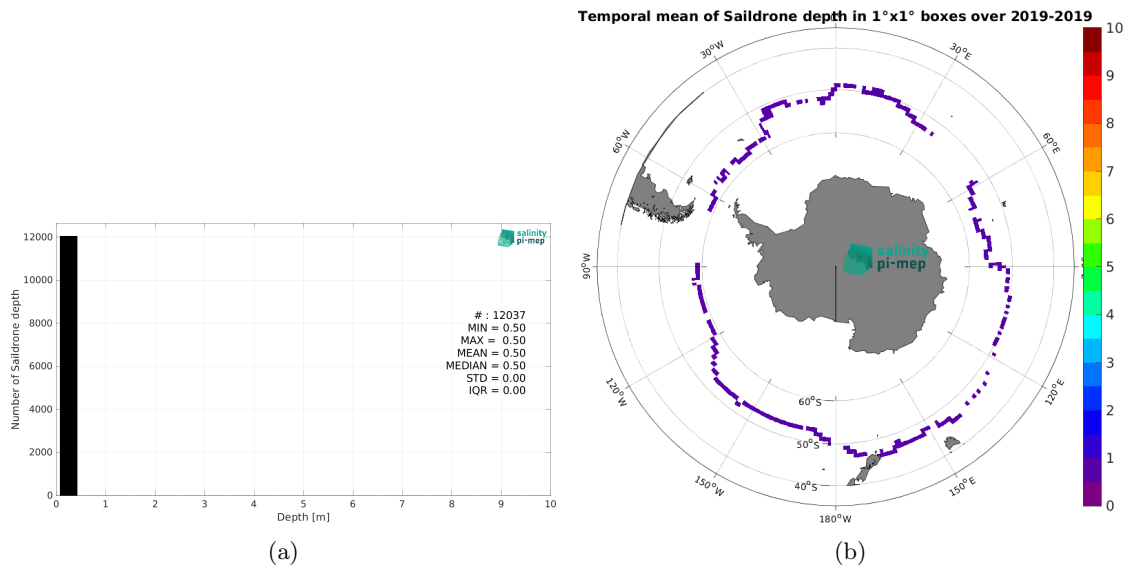 Temporal mean of Saildrone depth in 1°x1° boxes over 2019-2019
Number of Saildrone depth
12000
10000
8000
6000
4000
2000
0
salinity
pi-mep
# : 12037
MIN = 0.50
MAX = 0.50
MEAN = 0.50
MEDIAN = 0.50
STD = 0.00
IQR = 0.00
0 1 2 3 4 5 6 7 8 9 10
Depth [m]
(a)
30°W
30°E
60°W
60°E
90°W
120°W
120°E
150°W
150°E
180°W
60°S
50°S
40°S
salinity
pi-mep
10
9
8
7
6
5
4
3
2
1
0
(b)